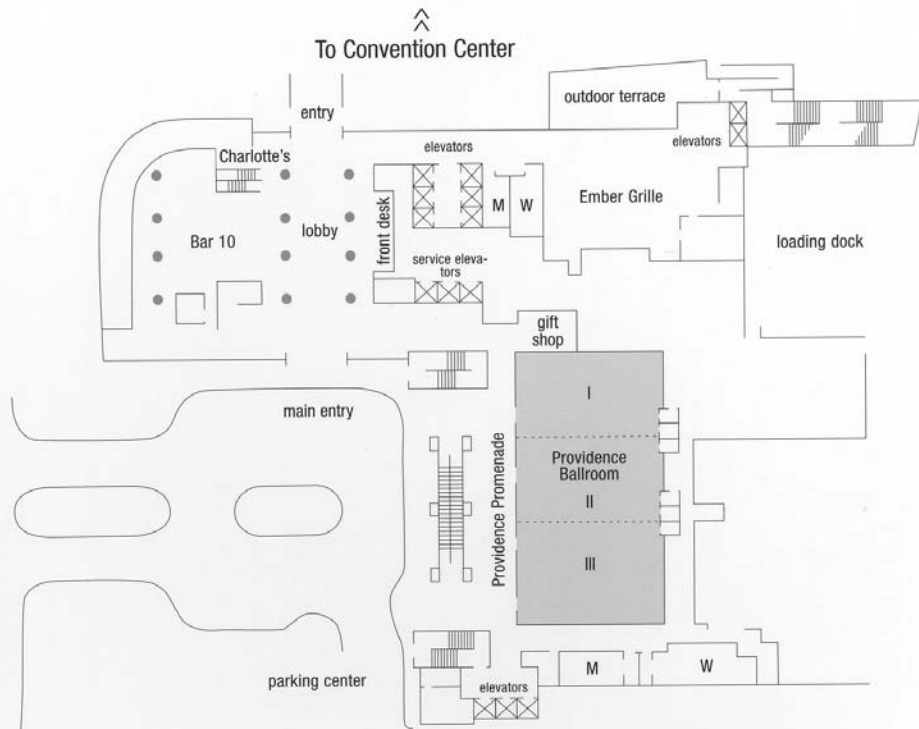 To Convention Center
entry
outdoor terrace
elevators
elevators
Charlotte's
M
W
Ember Grille
Bar 10
lobby
front desk
loading dock
service eleva-
tors
gift
shop
main entry
I
Providence Promenade
Providence
Ballroom
II
III
parking center
elevators
M
W